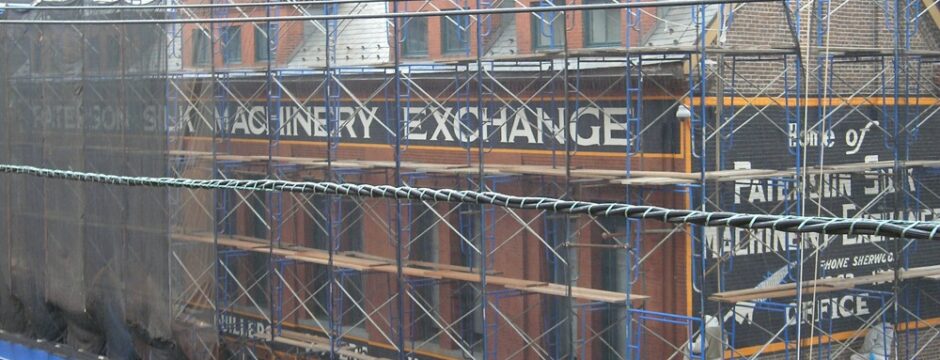 PATERSON SILK MACHINERY EXCHANGE
Home of
PATERSON SILK
MACHINERY EXCHANGE
PHONE SHERWOOD
OFFICE